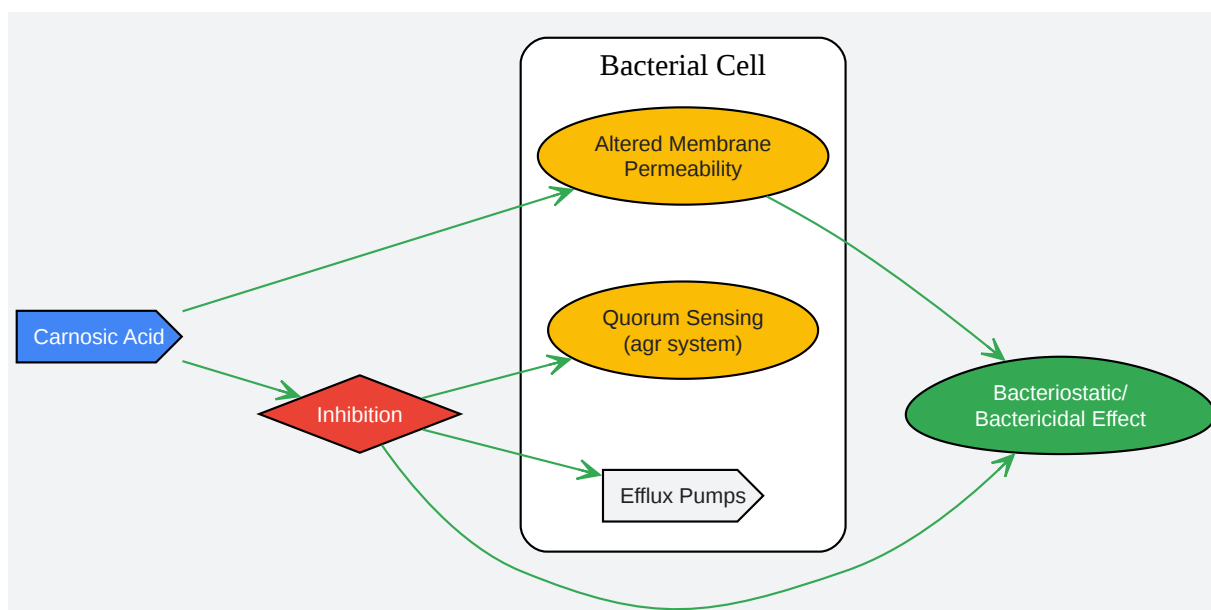 Bacterial Cell
Altered Membrane
Permeability
Carnosic Acid
Quorum Sensing
(agr system)
Inhibition
Bacteriostatic/
Bactericidal Effect
Efflux Pumps